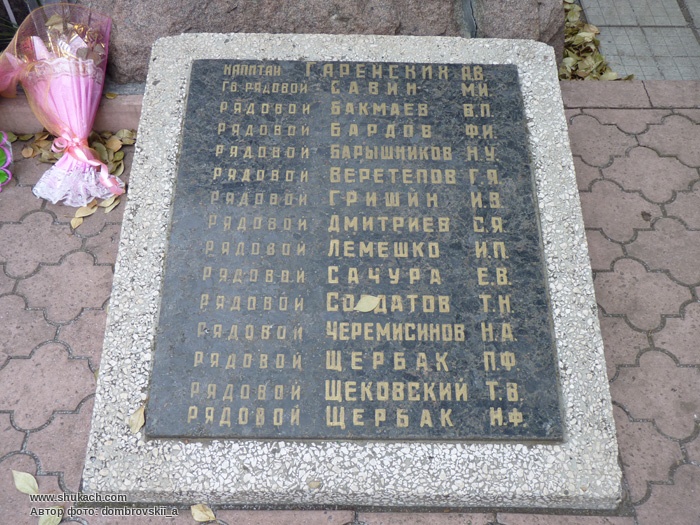 КАПИТАН ГАРЕНСКИХ А.В.
ГВ. РЯДОВОЙ САВИН М.И.
РЯДОВОЙ БАКМАЕВ В.П.
РЯДОВОЙ БАРДОВ Ф.И.
РЯДОВОЙ БАРЫШНИКОВ Н.У.
РЯДОВОЙ ВЕРЕТЕПОВ Г.Л.
РЯДОВОЙ ГРИШИН И.З.
РЯДОВОЙ ДМИТРИЕВ С.Я.
РЯДОВОЙ ЛЕМЕШКО И.П.
РЯДОВОЙ САЧУРА Е.В.
РЯДОВОЙ СОЛДАТОВ Т.Н.
РЯДОВОЙ ЧЕРЕМИСИНОВ Н.А.
РЯДОВОЙ ЩЕРБАК П.Ф.
РЯДОВОЙ ЩЕКОВСКИЙ Т.В.
РЯДОВОЙ ЩЕРБАК Н.Ф.
www.shukach.com
Автор фото: dombrovskii_a